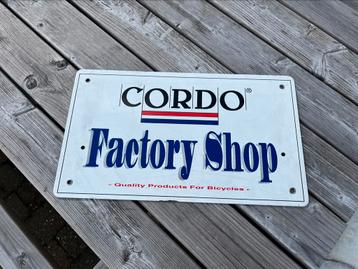 CORDO®
· Factory Shop ·
- Quality Products For Bicycles -